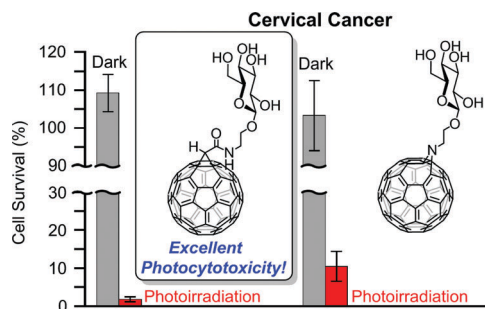 Cervical Cancer
Cell Survival (%)
120
110
100
90
30
20
10
0
Dark
HO OH
OH
O
OH
O
O
H
N
H
Excellent
Photocytotoxicity!
Photoirradiation
Dark
HO OH
OH
O
OH
O
N
Photoirradiation